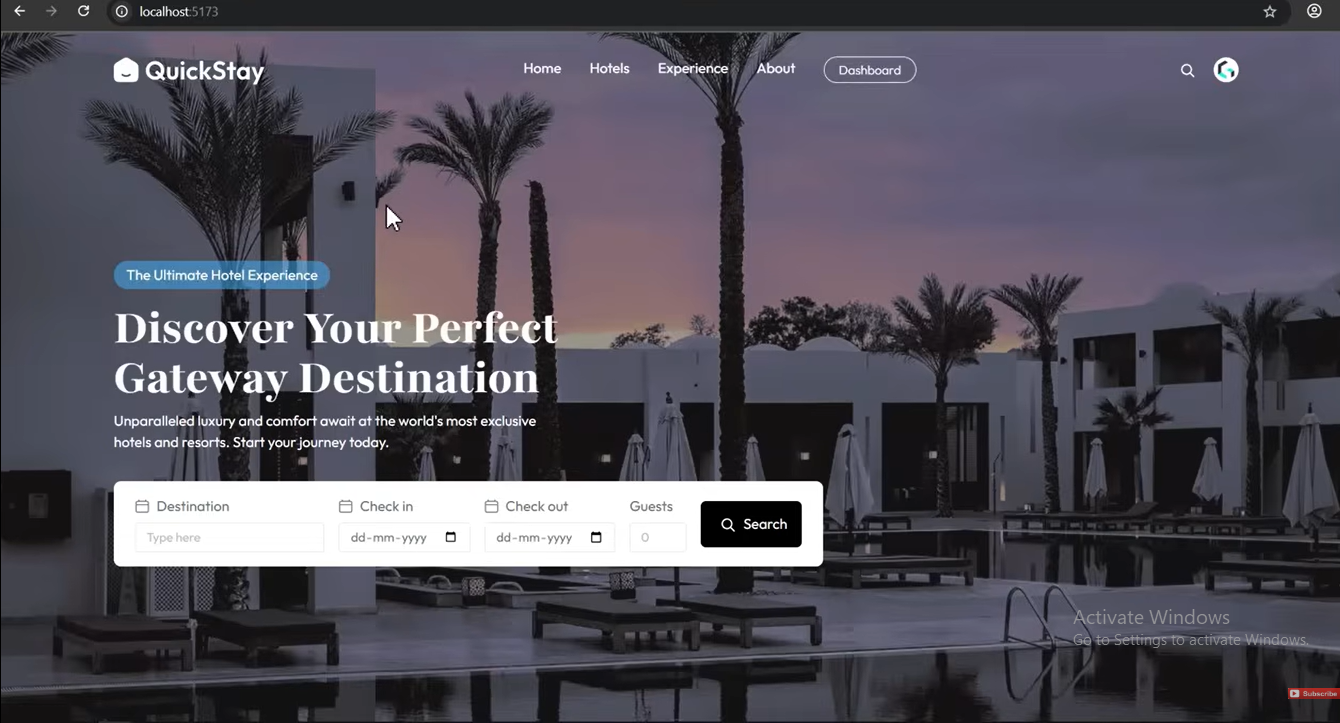 localhost:5173
QuickStay
Home Hotels Experience About Dashboard
The Ultimate Hotel Experience
Discover Your Perfect
Gateway Destination
Unparalleled luxury and comfort await at the world's most exclusive
hotels and resorts. Start your journey today.
Destination Check in Check out Guests
Type here dd-mm-yyyy dd-mm-yyyy 0
Search
Activate Windows
Go to Settings to activate Windows.
Subscribe